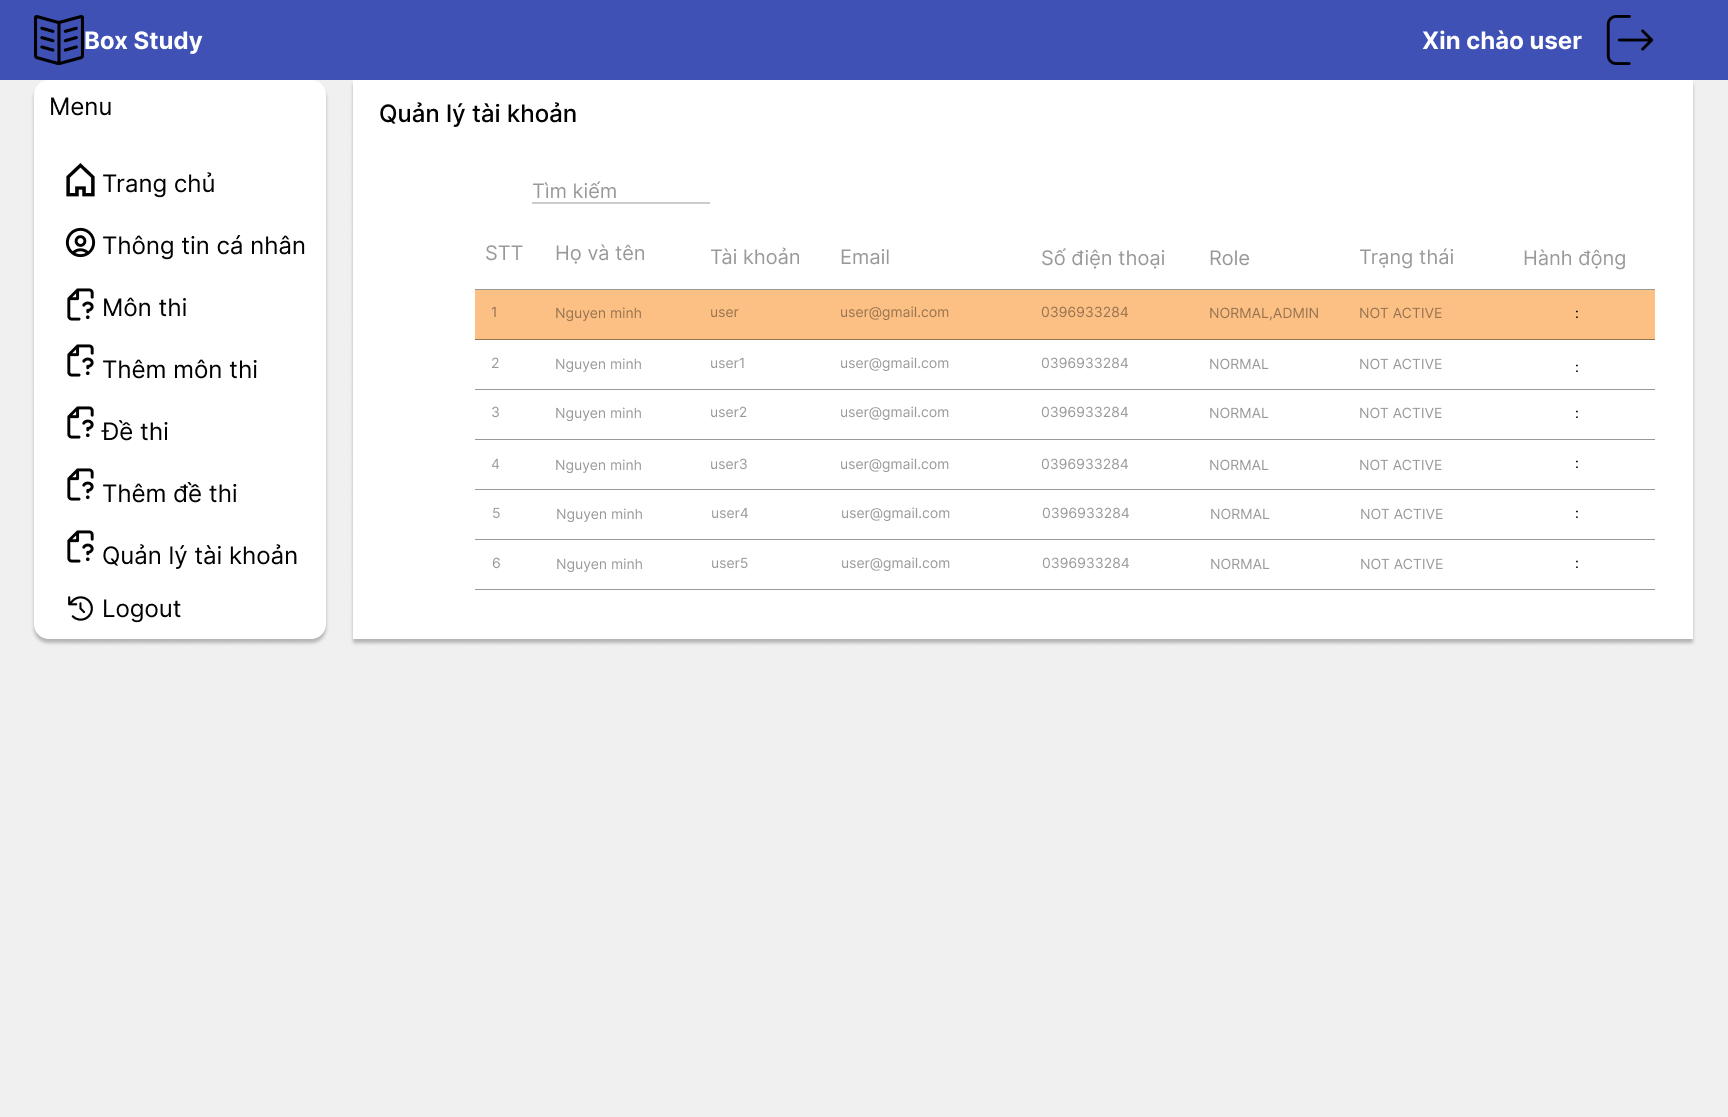 Box Study
Xin chào user
Menu
Trang chủ
Thông tin cá nhân
Môn thi
Thêm môn thi
Đề thi
Thêm đề thi
Quản lý tài khoản
Logout
Quản lý tài khoản
Tìm kiếm
STT Họ và tên Tài khoản Email Số điện thoại Role Trạng thái Hành động
1 Nguyen minh user user@gmail.com 0396933284 NORMAL,ADMIN NOT ACTIVE :
2 Nguyen minh user1 user@gmail.com 0396933284 NORMAL NOT ACTIVE :
3 Nguyen minh user2 user@gmail.com 0396933284 NORMAL NOT ACTIVE :
4 Nguyen minh user3 user@gmail.com 0396933284 NORMAL NOT ACTIVE :
5 Nguyen minh user4 user@gmail.com 0396933284 NORMAL NOT ACTIVE :
6 Nguyen minh user5 user@gmail.com 0396933284 NORMAL NOT ACTIVE :